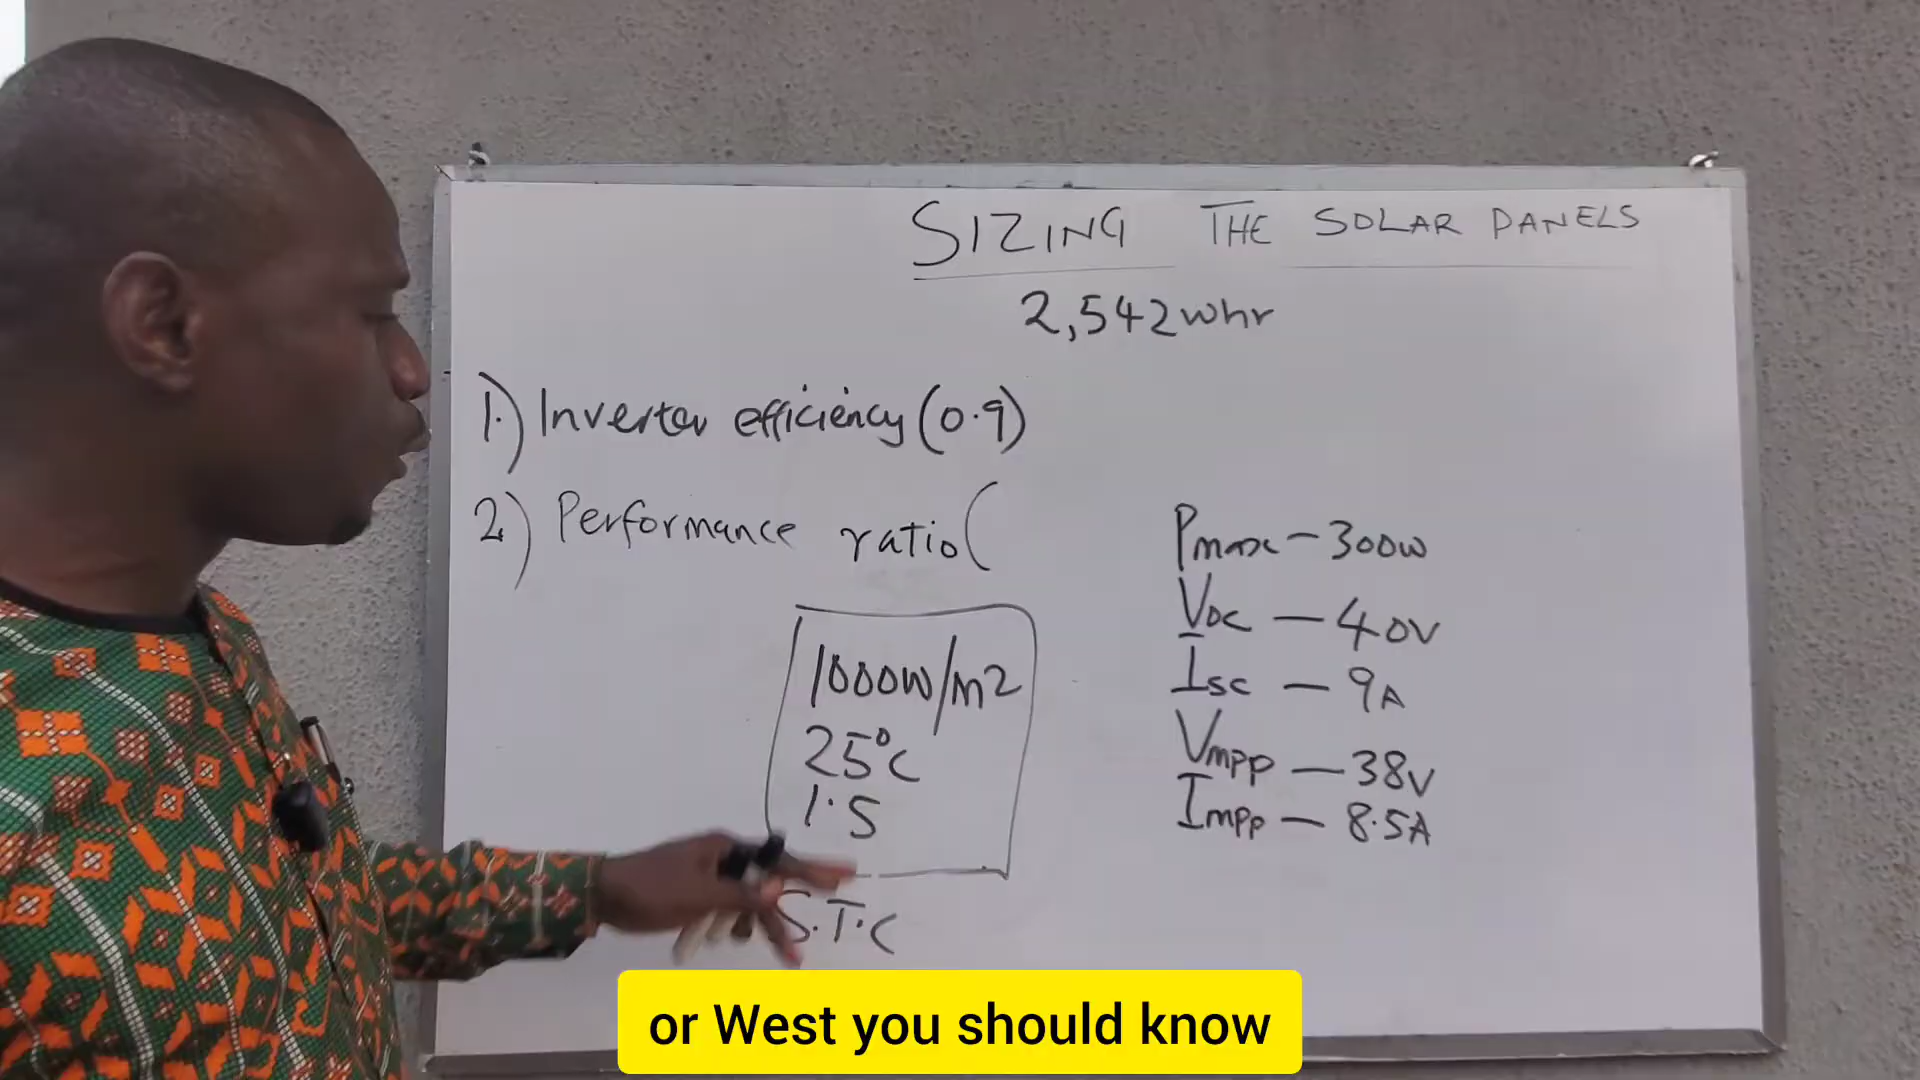 SIZING THE SOLAR PANELS
2,542whr
1.) Inverter efficiency (0.9)
2.) Performance ratio (
1000w/m2
25°C
1.5
S.T.C
Pmax – 300w
Voc – 40V
Isc – 9A
Vmpp – 38V
Impp – 8.5A
or West you should know